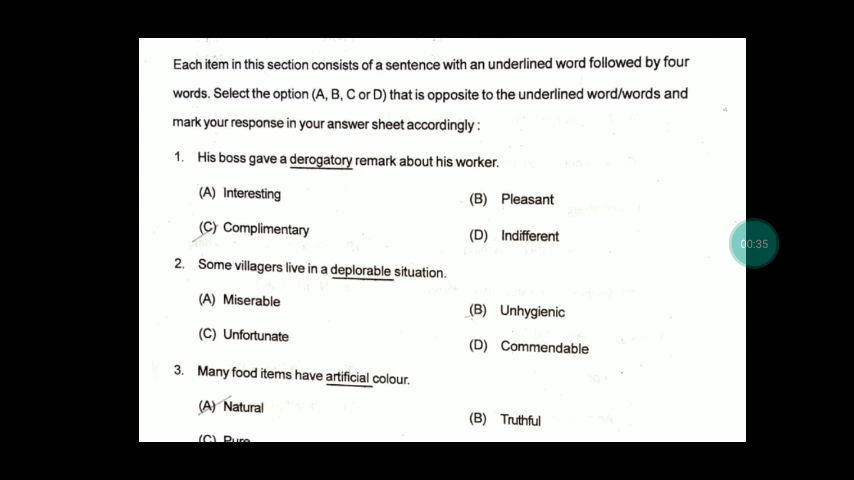 Each item in this section consists of a sentence with an underlined word followed by four
words. Select the option (A, B, C or D) that is opposite to the underlined word/words and
mark your response in your answer sheet accordingly :
1. His boss gave a derogatory remark about his worker.
(A) Interesting
(B) Pleasant
(C) Complimentary
(D) Indifferent
00:35
2. Some villagers live in a deplorable situation.
(A) Miserable
(B) Unhygienic
(C) Unfortunate
(D) Commendable
3. Many food items have artificial colour.
(A) Natural
(B) Truthful
(C) Pure